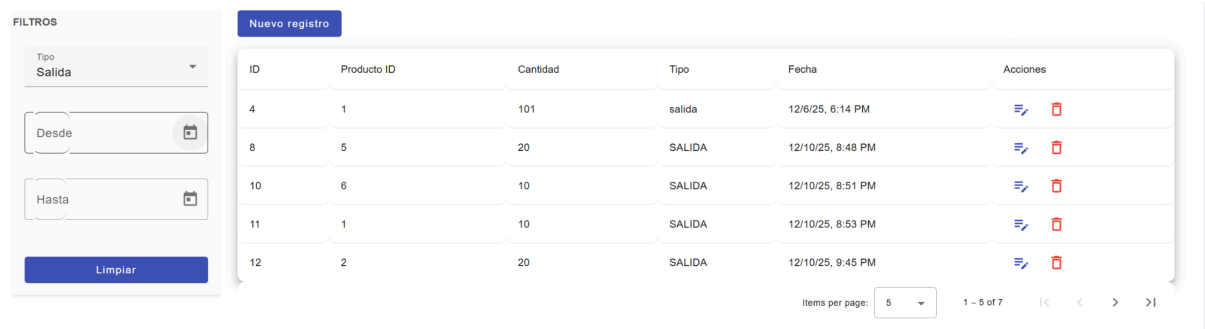 FILTROS
Tipo
Salida
Desde
Hasta
Limpiar
Nuevo registro
ID Producto ID Cantidad Tipo Fecha Acciones
4 1 101 salida 12/6/25, 6:14 PM
8 5 20 SALIDA 12/10/25, 8:48 PM
10 6 10 SALIDA 12/10/25, 8:51 PM
11 1 10 SALIDA 12/10/25, 8:53 PM
12 2 20 SALIDA 12/10/25, 9:45 PM
Items per page: 5 1 – 5 of 7